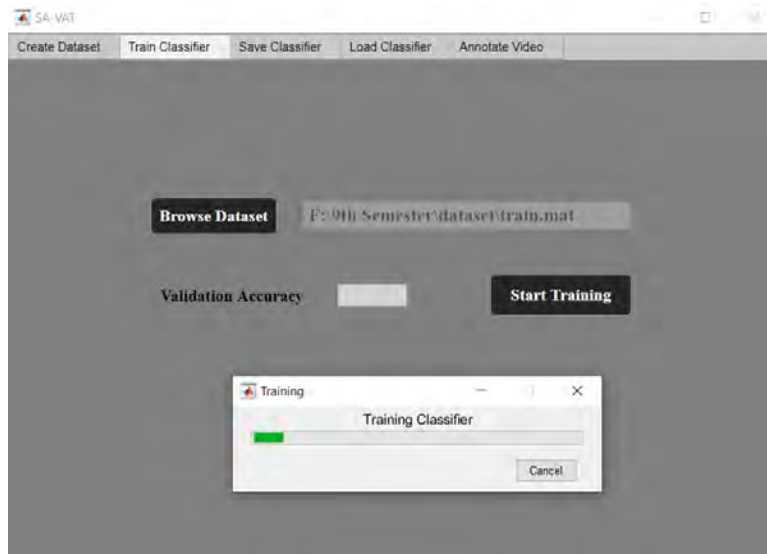 SA-VAT
Create Dataset Train Classifier Save Classifier Load Classifier Annotate Video
Browse Dataset F: 9th Semester\dataset\train.mat
Validation Accuracy Start Training
Training
Training Classifier
Cancel